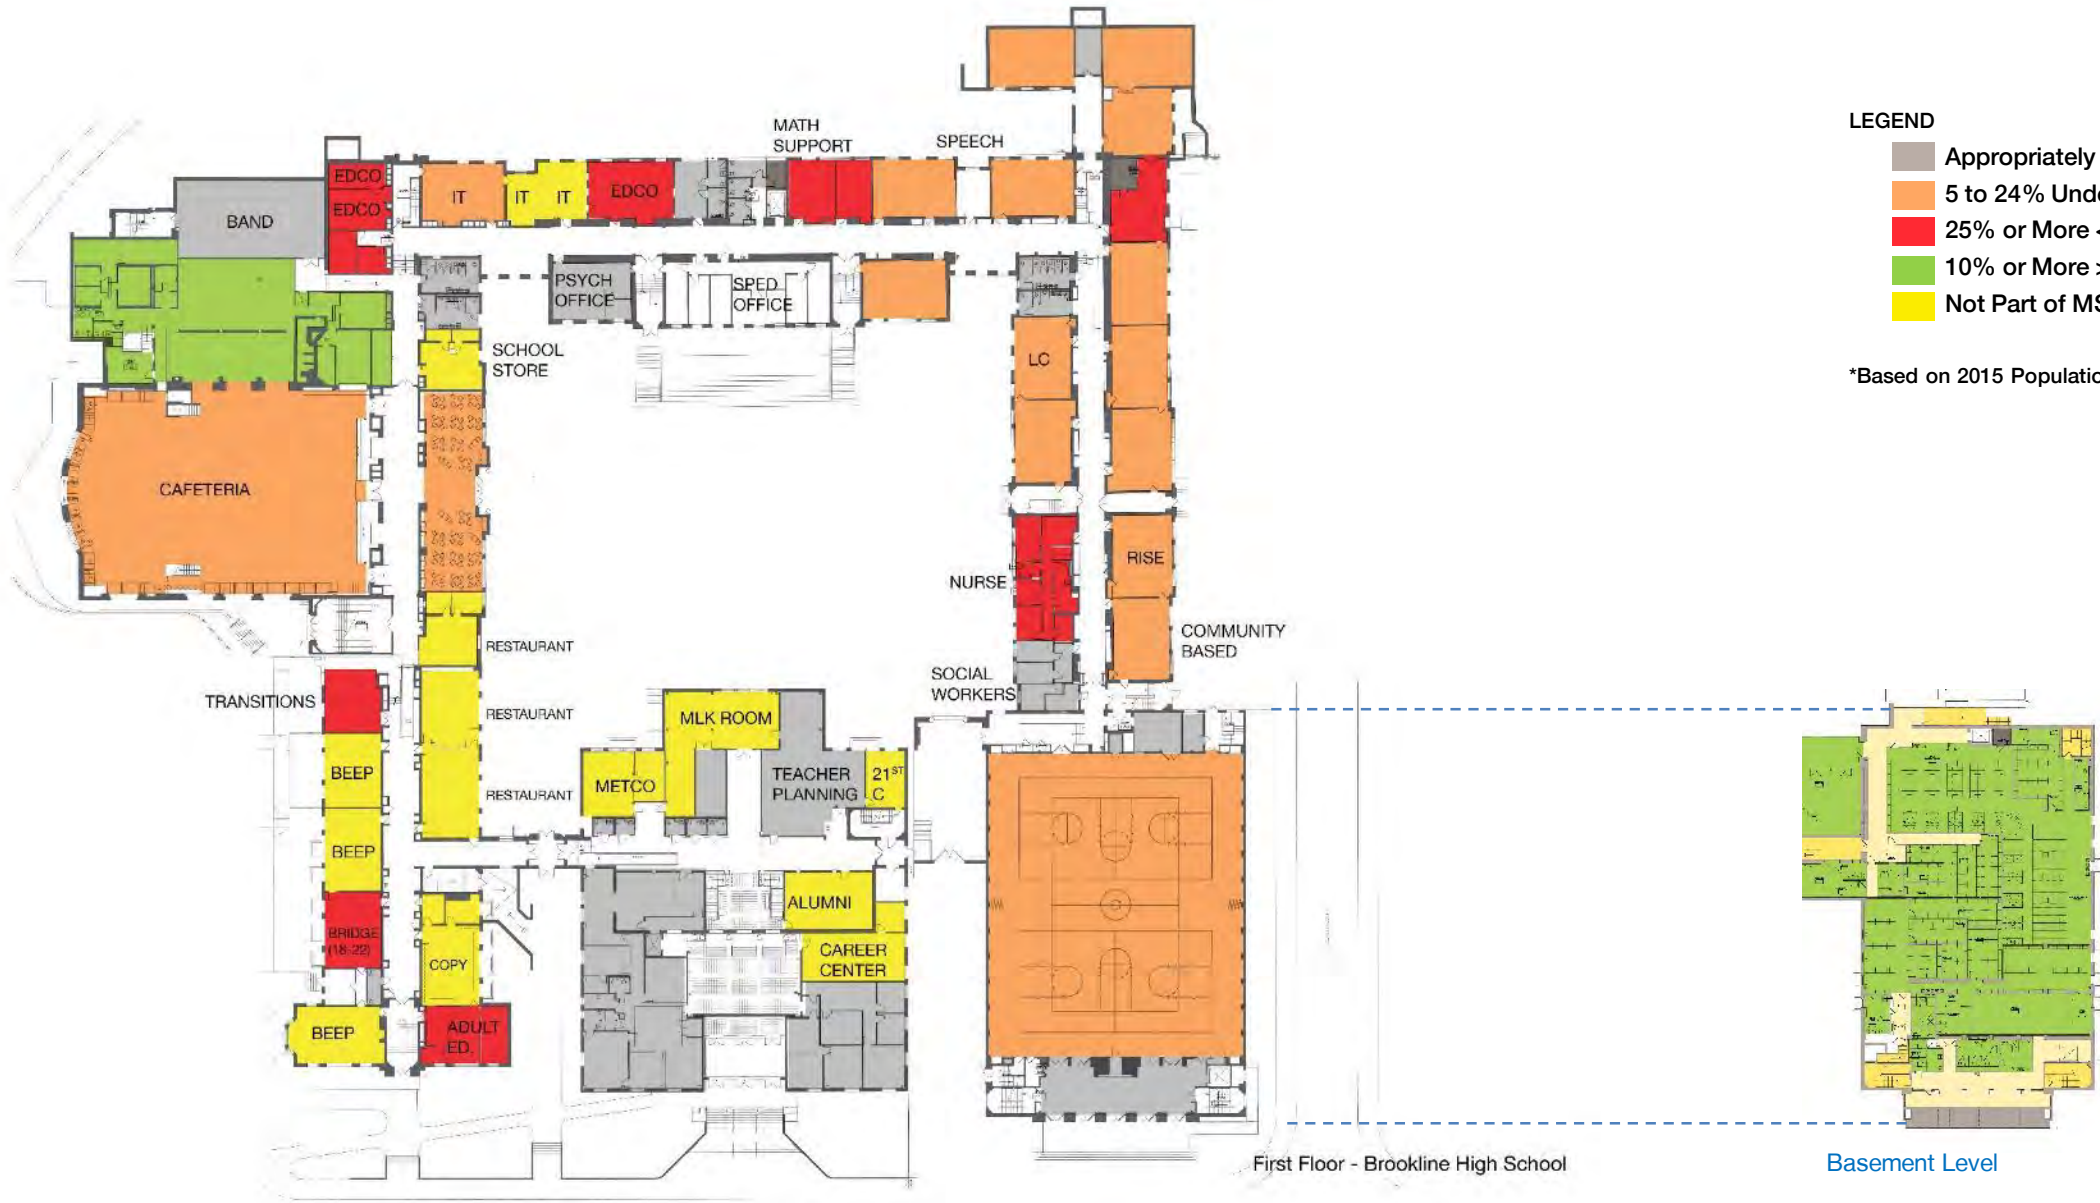 LEGEND
Appropriately
5 to 24% Unde
25% or More <
10% or More >
Not Part of MS
*Based on 2015 Populatio
MATH
SUPPORT
SPEECH
EDCO
EDCO
IT
IT
IT
EDCO
BAND
PSYCH
OFFICE
SPED
OFFICE
SCHOOL
STORE
LC
CAFETERIA
NURSE
RISE
COMMUNITY
BASED
RESTAURANT
SOCIAL
WORKERS
TRANSITIONS
RESTAURANT
MLK ROOM
BEEP
METCO
TEACHER
PLANNING
21ST
C
RESTAURANT
BEEP
ALUMNI
BRIDGE
(18-22)
COPY
CAREER
CENTER
BEEP
ADULT
ED.
First Floor - Brookline High School
Basement Level